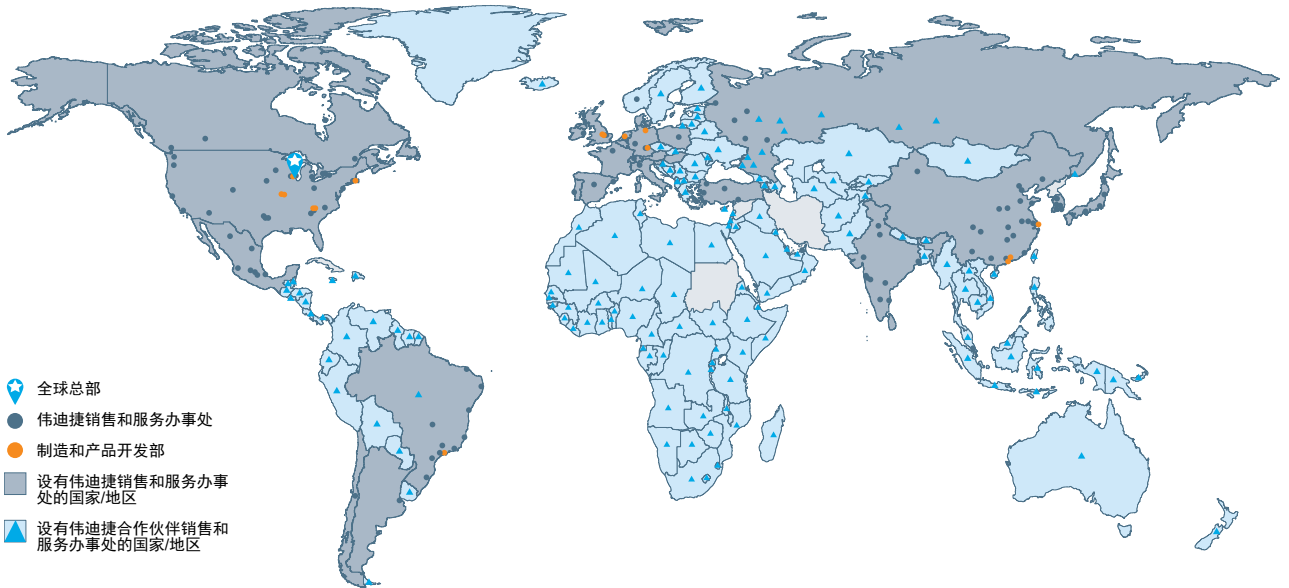 全球总部
伟迪捷销售和服务办事处
制造和产品开发部
设有伟迪捷销售和服务办事
处的国家/地区
设有伟迪捷合作伙伴销售和
服务办事处的国家/地区